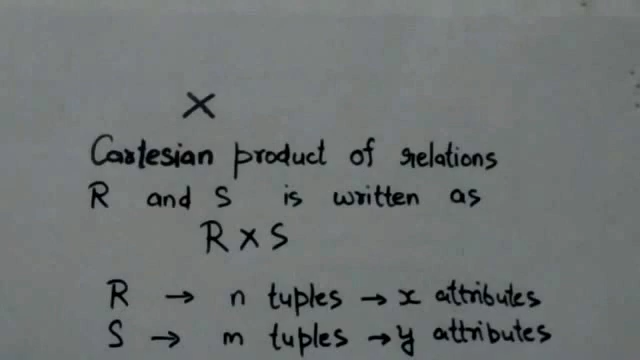 ×
Cartesian product of relations
R and S is written as
R × S
R → n tuples → x attributes
S → m tuples → y attributes